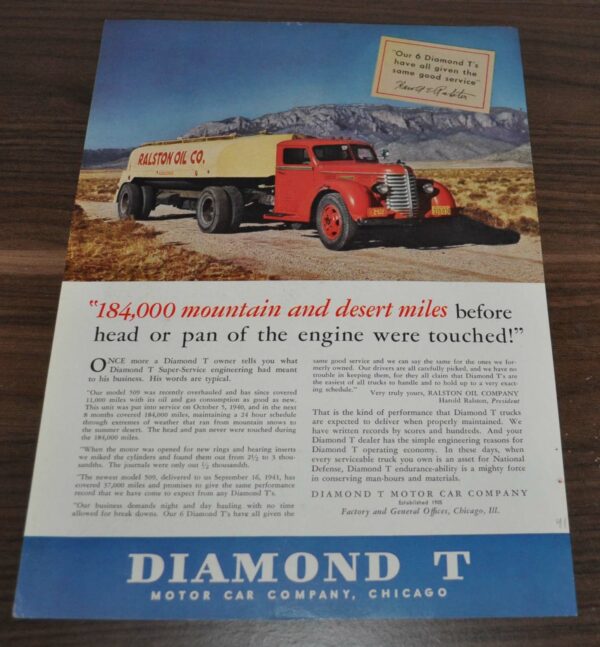 "Our 6 Diamond T's
have all given the
same good service"
RALSTON OIL CO.
"184,000 mountain and desert miles before
head or pan of the engine were touched!"
ONCE more a Diamond T owner tells you what
Diamond T Super-Service engineering had meant
to his business. His words are typical.
"Our model 509 was recently overhauled and has since covered
11,000 miles with its oil and gas consumption as good as new.
This unit was put into service on October 5, 1940, and in the next
8 months covered 184,000 miles, maintaining a 24 hour schedule
through extremes of weather that ran from mountain snows to
the summer desert. The head and pan never were touched during
the 184,000 miles.
"When the motor was opened for new rings and bearing inserts
we miked the cylinders and found them out from 2½ to 3 thou-
sandths. The journals were only out ½ thousandth.
"The newest model 509, delivered to us September 16, 1941, has
covered 37,000 miles and promises to give the same performance
record that we have come to expect from any Diamond T's.
"Our business demands night and day hauling with no time
allowed for break downs. Our 6 Diamond T's have all given the
same good service and we can say the same for the ones we for-
merly owned. Our drivers are all carefully picked, and we have no
trouble in keeping them, for they all claim that Diamond T's are
the easiest of all trucks to handle and to hold up to a very exact-
ing schedule."
Very truly yours, RALSTON OIL COMPANY
Harold Ralston, President
That is the kind of performance that Diamond T trucks
are expected to deliver when properly maintained. We
have written records by scores and hundreds. And your
Diamond T dealer has the simple engineering reasons for
Diamond T operating economy. In these days, when
every serviceable truck you own is an asset for National
Defense, Diamond T endurance-ability is a mighty force
in conserving man-hours and materials.
DIAMOND T MOTOR CAR COMPANY
Established 1905
Factory and General Offices, Chicago, Ill.
41
DIAMOND T
MOTOR CAR COMPANY, CHICAGO